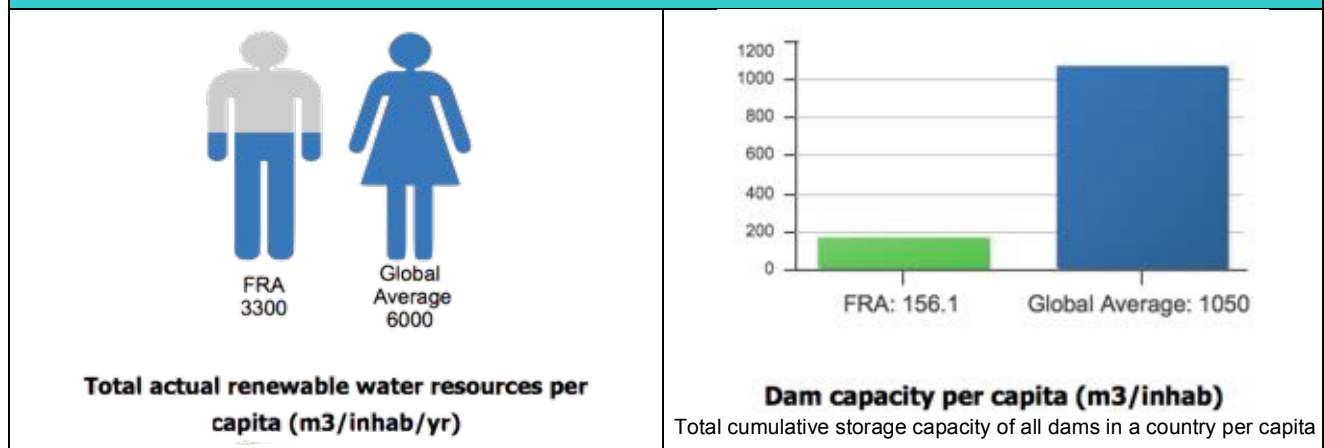 FRA
3300
Global
Average
6000
Total actual renewable water resources per
capita (m3/inhab/yr)
1200
1000
800
600
400
200
0
FRA: 156.1
Global Average: 1050
Dam capacity per capita (m3/inhab)
Total cumulative storage capacity of all dams in a country per capita